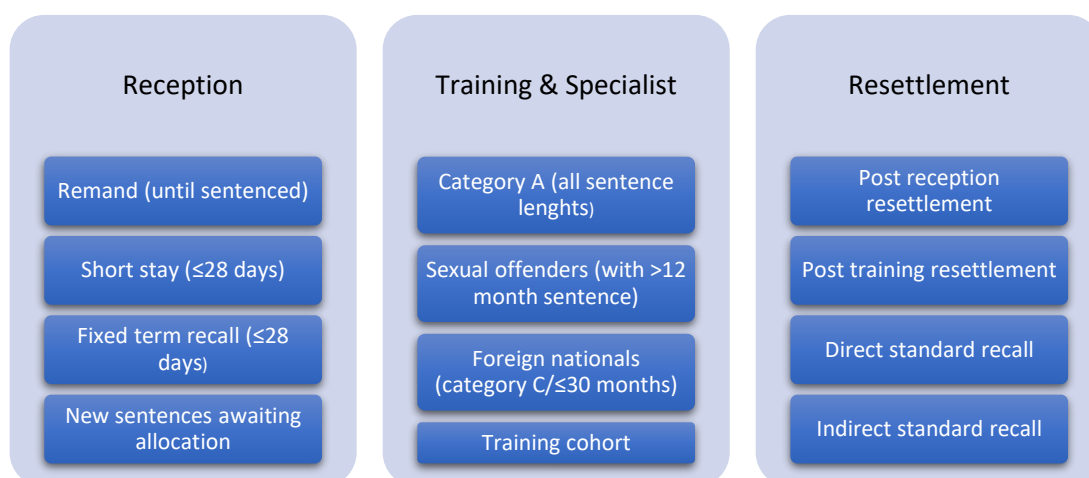 Reception
Remand (until sentenced)
Short stay (≤28 days)
Fixed term recall (≤28
days)
New sentences awaiting
allocation
Training & Specialist
Category A (all sentence
lenghts)
Sexual offenders (with >12
month sentence)
Foreign nationals
(category C/≤30 months)
Training cohort
Resettlement
Post reception
resettlement
Post training resettlement
Direct standard recall
Indirect standard recall